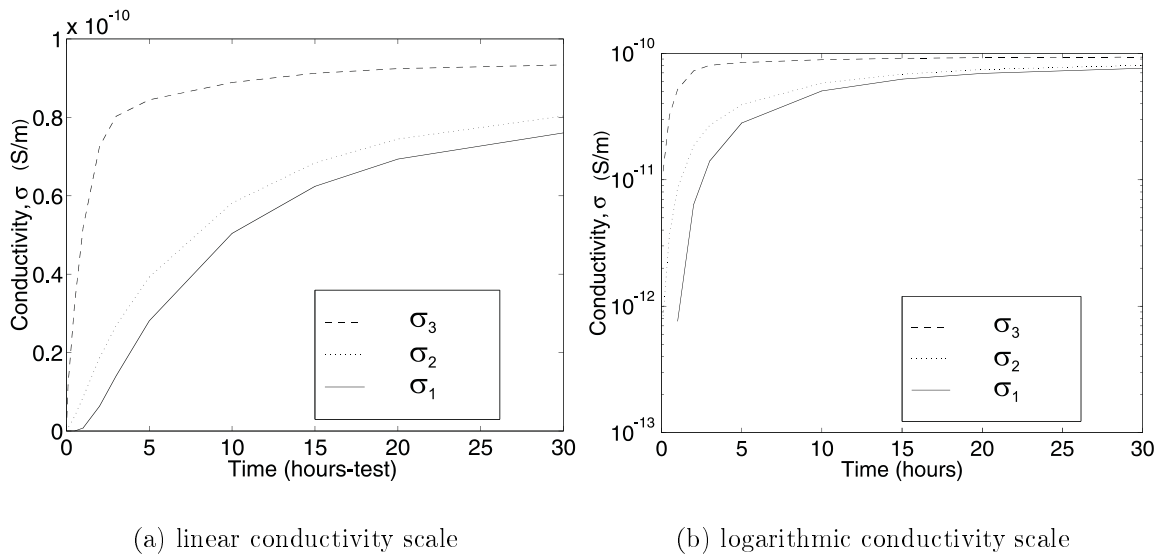 1 x 10-10
0.8
0.6
0.4
0.2
0
Conductivity, σ (S/m)
0 5 10 15 20 25 30
Time (hours-test)
σ3
σ2
σ1
(a) linear conductivity scale
10-10
10-11
10-12
10-13
Conductivity, σ (S/m)
0 5 10 15 20 25 30
Time (hours)
σ3
σ2
σ1
(b) logarithmic conductivity scale